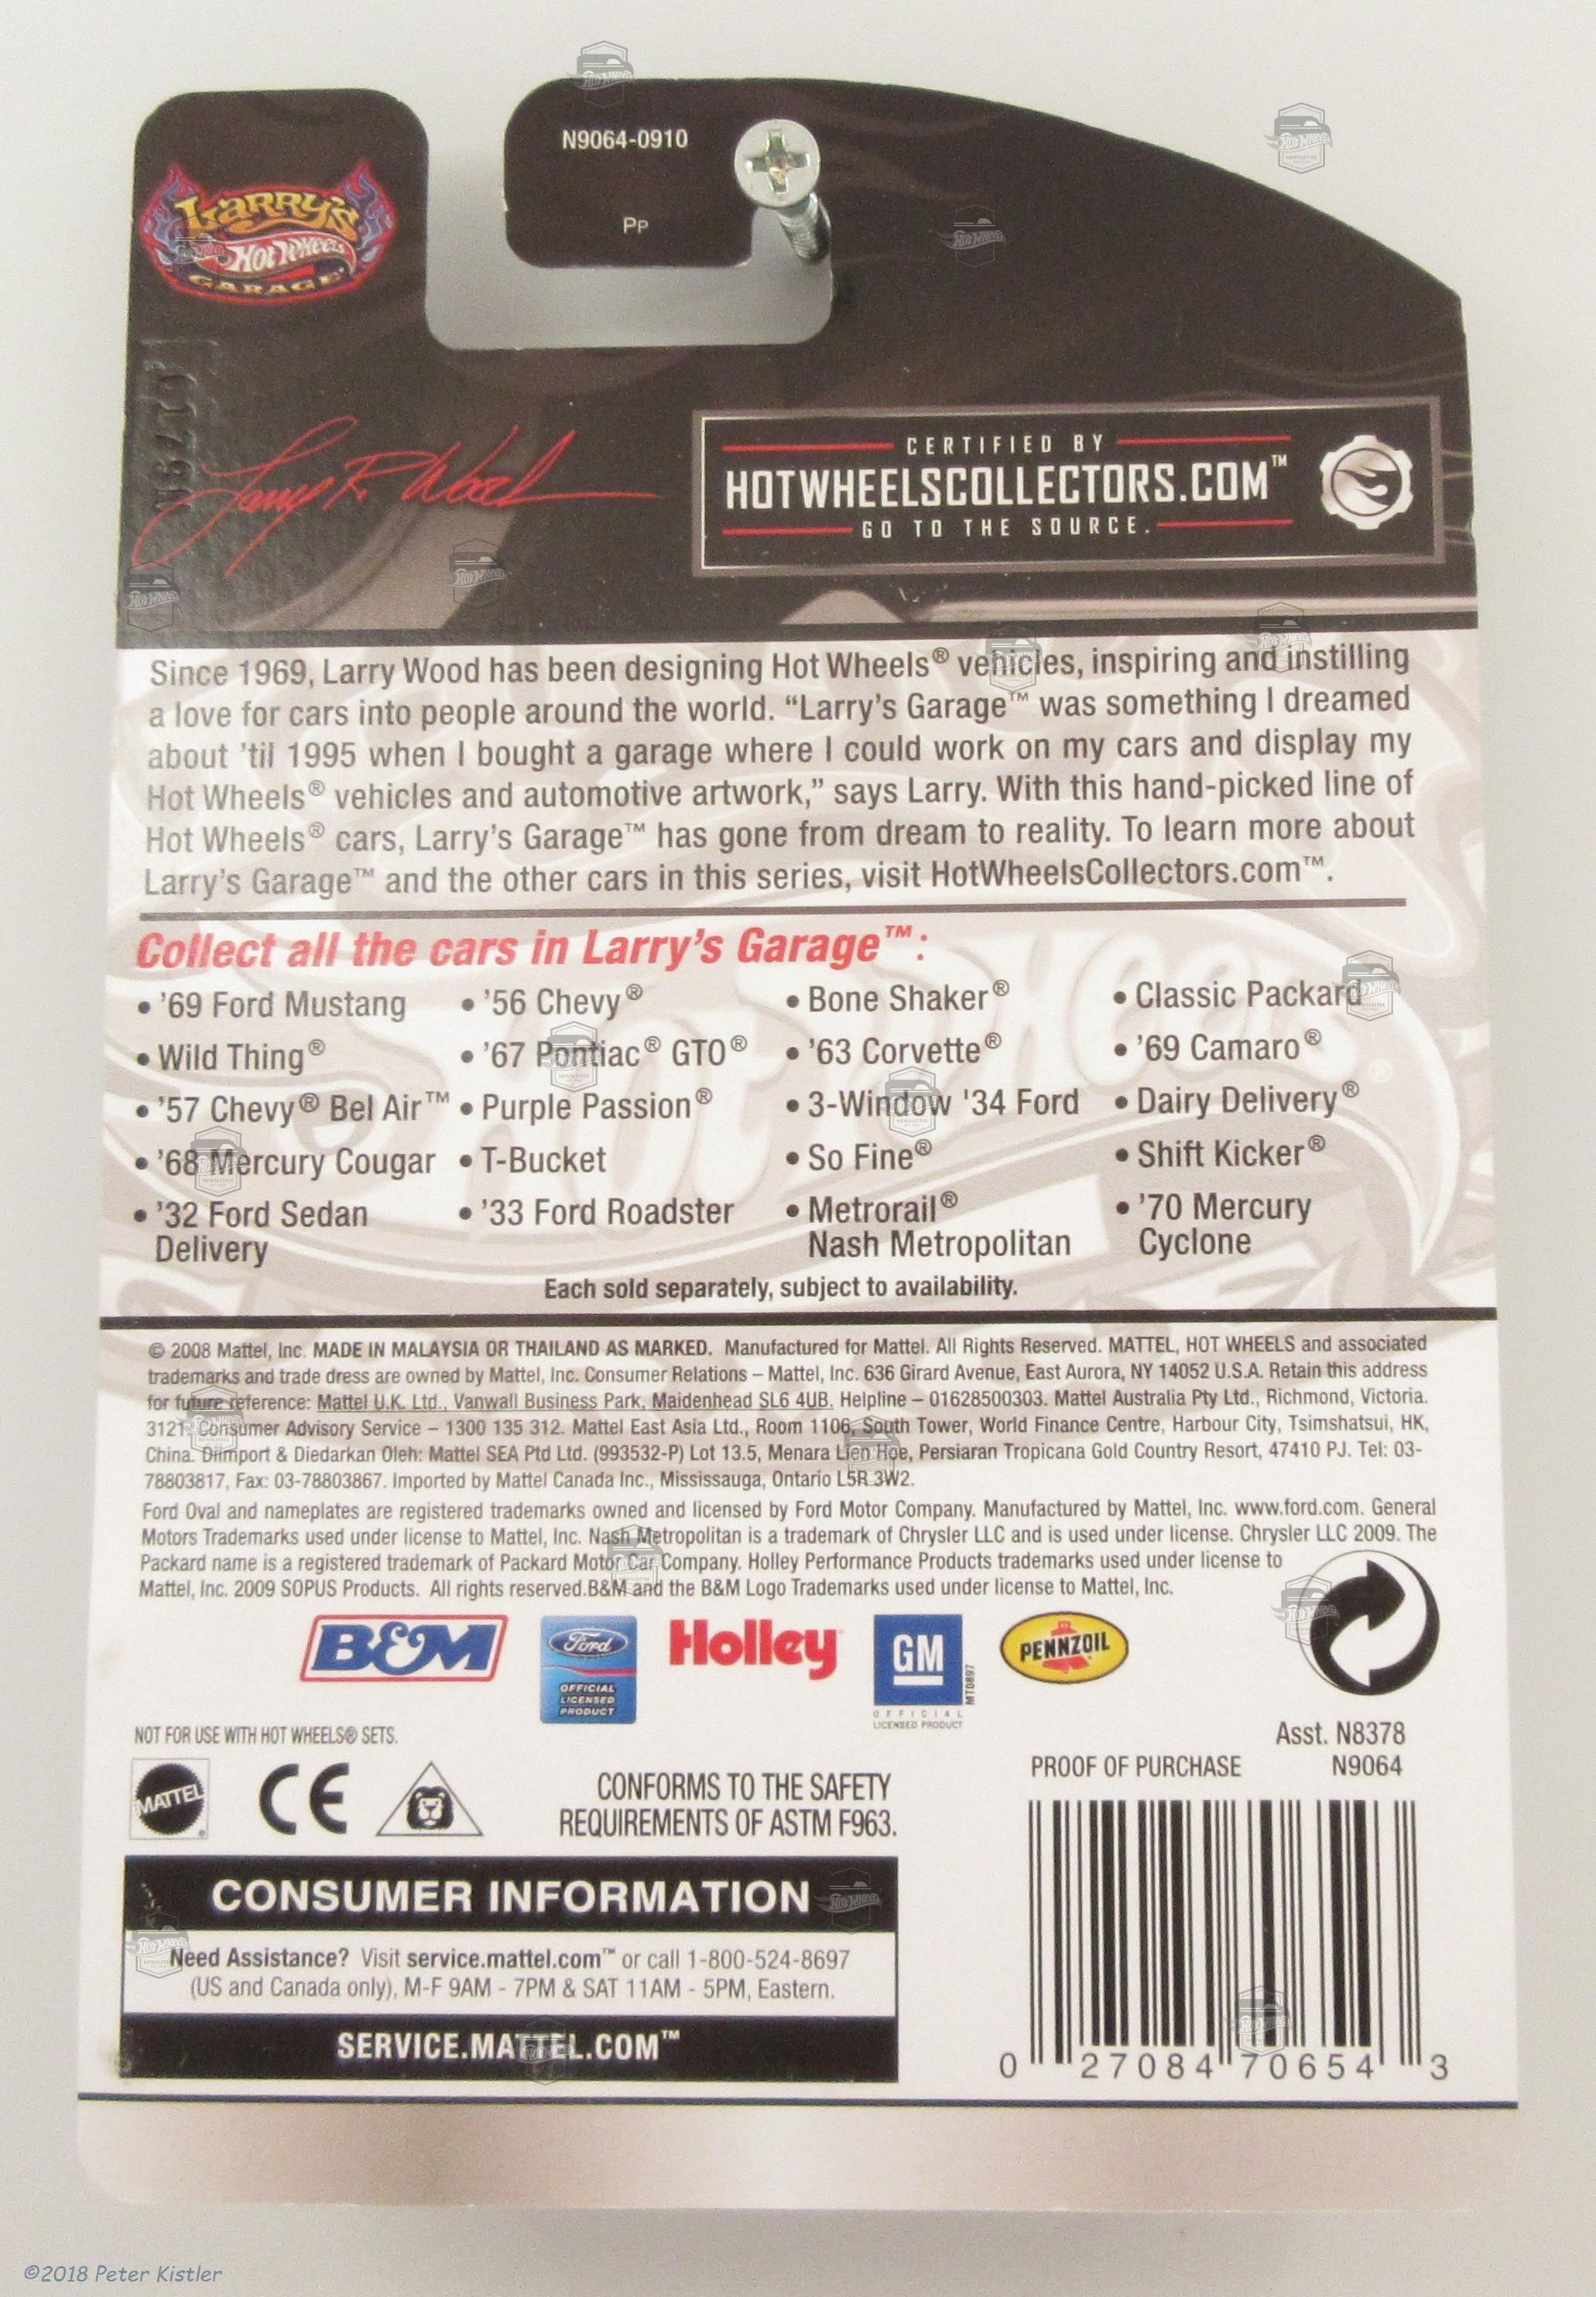 N9064-0910
PP
LARRY'S
HOT WHEELS
GARAGE
Larry R. Wood
CERTIFIED BY
HOTWHEELSCOLLECTORS.COM™
GO TO THE SOURCE.
Since 1969, Larry Wood has been designing Hot Wheels® vehicles, inspiring and instilling
a love for cars into people around the world. “Larry’s Garage™ was something I dreamed
about ’til 1995 when I bought a garage where I could work on my cars and display my
Hot Wheels® vehicles and automotive artwork,” says Larry. With this hand-picked line of
Hot Wheels® cars, Larry’s Garage™ has gone from dream to reality. To learn more about
Larry’s Garage™ and the other cars in this series, visit HotWheelsCollectors.com™.
Collect all the cars in Larry’s Garage™:
• ’69 Ford Mustang
• Wild Thing®
• ’57 Chevy® Bel Air™
• ’68 Mercury Cougar
• ’32 Ford Sedan
Delivery
• ’56 Chevy®
• ’67 Pontiac® GTO®
• Purple Passion®
• T-Bucket
• ’33 Ford Roadster
• Bone Shaker®
• ’63 Corvette®
• 3-Window '34 Ford
• So Fine®
• Metrorail®
Nash Metropolitan
• Classic Packard
• ’69 Camaro®
• Dairy Delivery®
• Shift Kicker®
• ’70 Mercury
Cyclone
Each sold separately, subject to availability.
© 2008 Mattel, Inc. MADE IN MALAYSIA OR THAILAND AS MARKED. Manufactured for Mattel. All Rights Reserved. MATTEL, HOT WHEELS and associated
trademarks and trade dress are owned by Mattel, Inc. Consumer Relations – Mattel, Inc. 636 Girard Avenue, East Aurora, NY 14052 U.S.A. Retain this address
for future reference: Mattel U.K. Ltd., Vanwall Business Park, Maidenhead SL6 4UB. Helpline – 01628500303. Mattel Australia Pty Ltd., Richmond, Victoria.
3121. Consumer Advisory Service – 1300 135 312. Mattel East Asia Ltd., Room 1106, South Tower, World Finance Centre, Harbour City, Tsimshatsui, HK,
China. Diimport & Diedarkan Oleh: Mattel SEA Ptd Ltd. (993532-P) Lot 13.5, Menara Lien Hoe, Persiaran Tropicana Gold Country Resort, 47410 PJ. Tel: 03-
78803817, Fax: 03-78803867. Imported by Mattel Canada Inc., Mississauga, Ontario L5R 3W2.
Ford Oval and nameplates are registered trademarks owned and licensed by Ford Motor Company. Manufactured by Mattel, Inc. www.ford.com. General
Motors Trademarks used under license to Mattel, Inc. Nash Metropolitan is a trademark of Chrysler LLC and is used under license. Chrysler LLC 2009. The
Packard name is a registered trademark of Packard Motor Car Company. Holley Performance Products trademarks used under license to
Mattel, Inc. 2009 SOPUS Products. All rights reserved.B&M and the B&M Logo Trademarks used under license to Mattel, Inc.
B&M
Ford
OFFICIAL
LICENSED
PRODUCT
Holley
GM
MT0897
OFFICIAL
LICENSED PRODUCT
PENNZOIL
NOT FOR USE WITH HOT WHEELS® SETS.
MATTEL
CE
CONFORMS TO THE SAFETY
REQUIREMENTS OF ASTM F963.
Asst. N8378
PROOF OF PURCHASE N9064
CONSUMER INFORMATION
Need Assistance? Visit service.mattel.com™ or call 1-800-524-8697
(US and Canada only), M-F 9AM - 7PM & SAT 11AM - 5PM, Eastern.
SERVICE.MATTEL.COM™
0 27084 70654 3
©2018 Peter Kistler